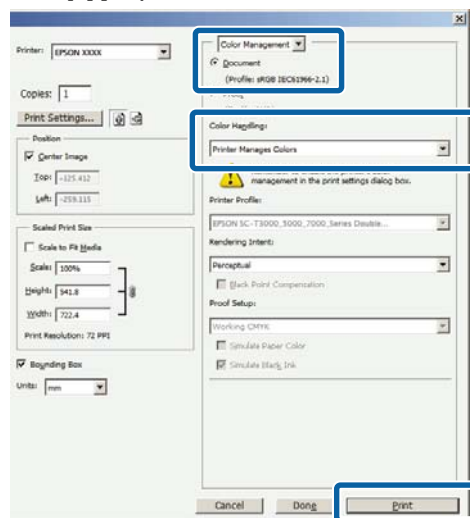 Printer: EPSON XXXX
Copies: 1
Print Settings...
Position
Center Image
Top: -125.412
Left: -259.115
Scaled Print Size
Scale to Fit Media
Scale: 100%
Height: 541.8
Width: 722.4
Print Resolution: 72 PPI
Bounding Box
Units: mm
Color Management
Document
(Profile: sRGB IEC61966-2.1)
Color Handling:
Printer Manages Colors
management in the print settings dialog box.
Printer Profile:
EPSON SC-T3000_5000_7000_Series Double...
Rendering Intent:
Perceptual
Black Point Compensation
Proof Setup:
Working CMYK
Simulate Paper Color
Simulate Black Ink
Cancel
Done
Print